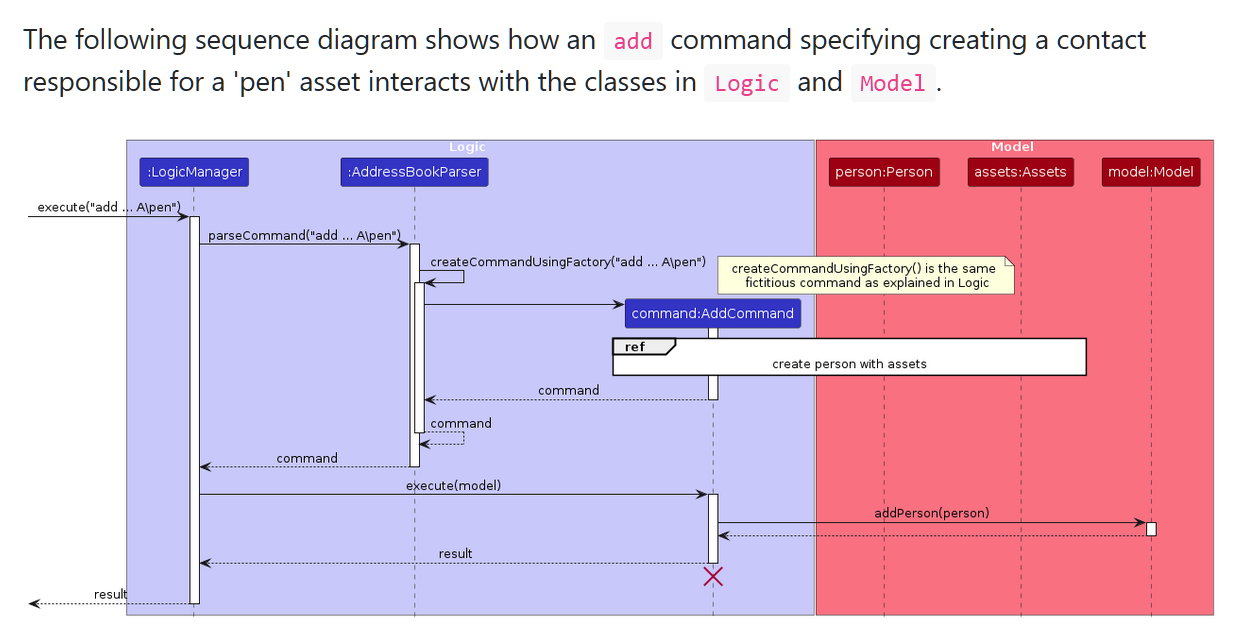 The following sequence diagram shows how an add command specifying creating a contact
responsible for a 'pen' asset interacts with the classes in Logic and Model.
Logic
Model
:LogicManager
:AddressBookParser
person:Person
assets:Assets
model:Model
execute("add ... A\pen")
parseCommand("add ... A\pen")
createCommandUsingFactory("add ... A\pen")
createCommandUsingFactory() is the same
fictitious command as explained in Logic
command:AddCommand
ref
create person with assets
command
command
command
execute(model)
addPerson(person)
result
result